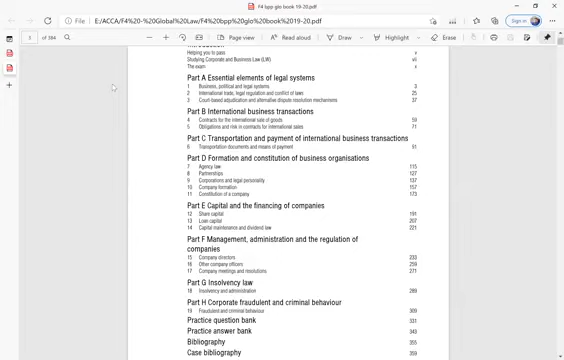 F4 bpp glo book 19-20.pdf
File E:/ACCA/F4%20-%20Global%20Law/F4%20bpp%20glo%20book%2019-20.pdf
Sign in
3 of 384
Page view
Read aloud
Draw
Highlight
Erase
Helping you to pass v
Studying Corporate and Business Law (LW) vii
The exam x
Part A Essential elements of legal systems
1 Business, political and legal systems 3
2 International trade, legal regulation and conflict of laws 25
3 Court-based adjudication and alternative dispute resolution mechanisms 37
Part B International business transactions
4 Contracts for the international sale of goods 59
5 Obligations and risk in contracts for international sales 71
Part C Transportation and payment of international business transactions
6 Transportation documents and means of payment 91
Part D Formation and constitution of business organisations
7 Agency law 115
8 Partnerships 127
9 Corporations and legal personality 137
10 Company formation 157
11 Constitution of a company 173
Part E Capital and the financing of companies
12 Share capital 191
13 Loan capital 207
14 Capital maintenance and dividend law 221
Part F Management, administration and the regulation of
companies
15 Company directors 233
16 Other company officers 259
17 Company meetings and resolutions 271
Part G Insolvency law
18 Insolvency and administration 289
Part H Corporate fraudulent and criminal behaviour
19 Fraudulent and criminal behaviour 309
Practice question bank 331
Practice answer bank 343
Bibliography 355
Case bibliography 359